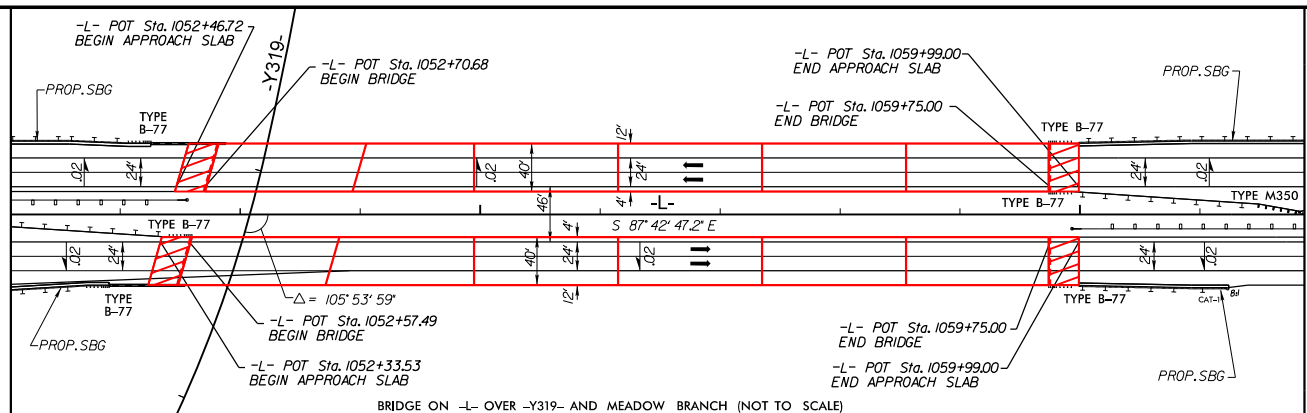 -L- POT Sta. 1052+46.72
BEGIN APPROACH SLAB
-Y319-
-L- POT Sta. 1052+70.68
BEGIN BRIDGE
-L- POT Sta. 1059+99.00
END APPROACH SLAB
PROP. SBG
PROP. SBG
-L- POT Sta. 1059+75.00
END BRIDGE
TYPE
B-77
12'
TYPE B-77
.02
24'
.02
40'
24'
24'
.02
4'
46'
-L-
TYPE B-77
TYPE M350
TYPE B-77
4'
S 87° 42' 47.2" E
.02
24'
40'
24'
.02
24'
.02
△ = 105° 53' 59"
12'
TYPE
B-77
TYPE B-77
CAT-1
-L- POT Sta. 1052+57.49
BEGIN BRIDGE
-L- POT Sta. 1059+75.00
END BRIDGE
PROP. SBG
-L- POT Sta. 1052+33.53
BEGIN APPROACH SLAB
-L- POT Sta. 1059+99.00
END APPROACH SLAB
PROP. SBG
BRIDGE ON -L- OVER -Y319- AND MEADOW BRANCH (NOT TO SCALE)